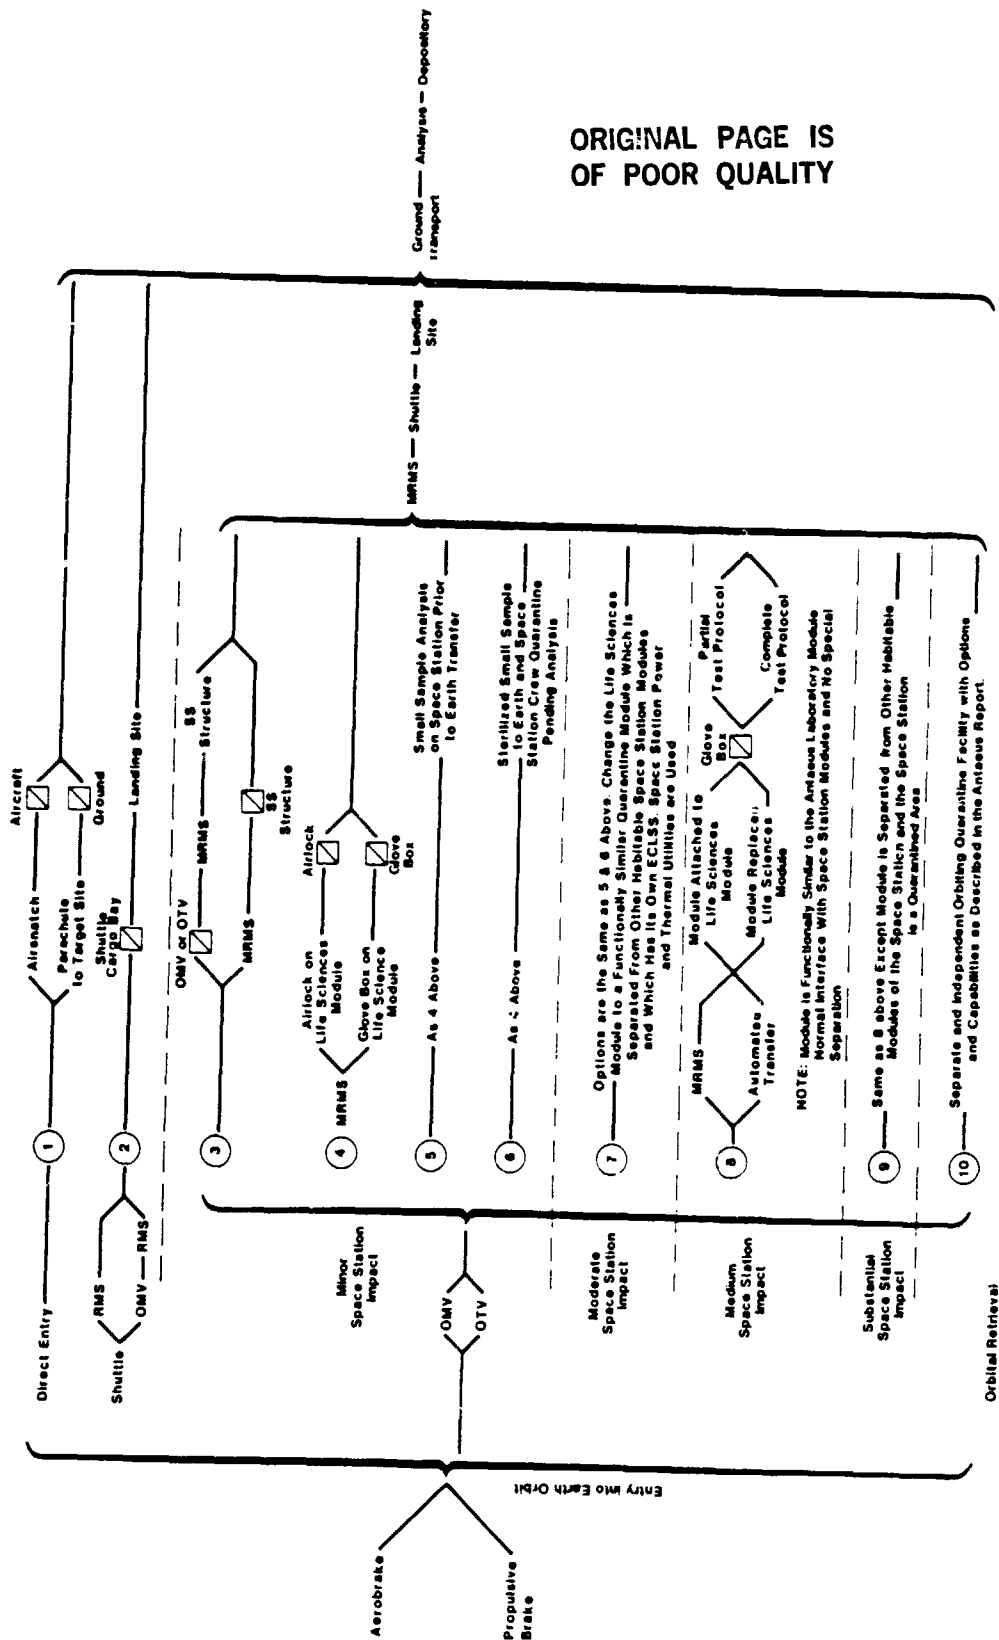 ORIGINAL PAGE IS
OF POOR QUALITY
Aerobrake
Propulsive
Brake
Entry into Earth Orbit
Direct Entry
1
Airsnatch
Aircraft
Parachute
to Target Site
Ground
Shuttle
RMS
OMV
RMS
2
Shuttle
Cargo Bay
Landing Site
OMV
OTV
Minor
Space Station
Impact
3
OMV or OTV
MRMS
SS
Structure
MRMS
SS
Structure
4
MRMS
Airlock on
Life Sciences
Module
Airlock
Glove Box on
Life Science
Module
Glove
Box
5
As 4 Above
Small Sample Analysis
on Space Station Prior
to Earth Transfer
6
As Above
Sterilized Small Sample
to Earth and Space
Station Crew Quarantine
Pending Analysis
Moderate
Space Station
Impact
7
Options are the Same as 5 & 6 Above. Change the Life Sciences
Module to a Functionally Similar Quarantine Module Which is
Separated From Other Habitable Space Station Modules
and Which Has Its Own ECLSS. Space Station Power
and Thermal Utilities are Used
Medium
Space Station
Impact
8
MRMS
Automated
Transfer
Module Attached to
Life Sciences
Module
Module Replaces
Life Sciences
Module
Glove
Box
Partial
Test Protocol
Complete
Test Protocol
NOTE: Module is Functionally Similar to the Antaeus Laboratory Module
Normal Interface With Space Station Modules and No Special
Separation
Substantial
Space Station
Impact
9
Same as 8 above Except Module is Separated from Other Habitable
Modules of the Space Station and the Space Station
is a Quarantined Area
10
Separate and Independent Orbiting Quarantine Facility with Options
and Capabilities as Described in the Antaeus Report.
Orbital Retrieval
MRMS
Shuttle
Landing
Site
Ground
Transport
Analysis
Depository